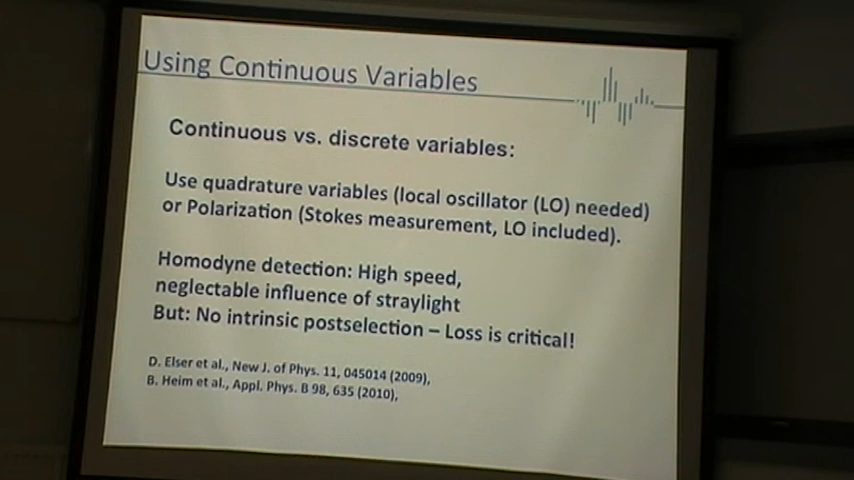 Using Continuous Variables
Continuous vs. discrete variables:
Use quadrature variables (local oscillator (LO) needed)
or Polarization (Stokes measurement, LO included).
Homodyne detection: High speed,
neglectable influence of straylight
But: No intrinsic postselection – Loss is critical!
D. Elser et al., New J. of Phys. 11, 045014 (2009),
B. Heim et al., Appl. Phys. B 98, 635 (2010),